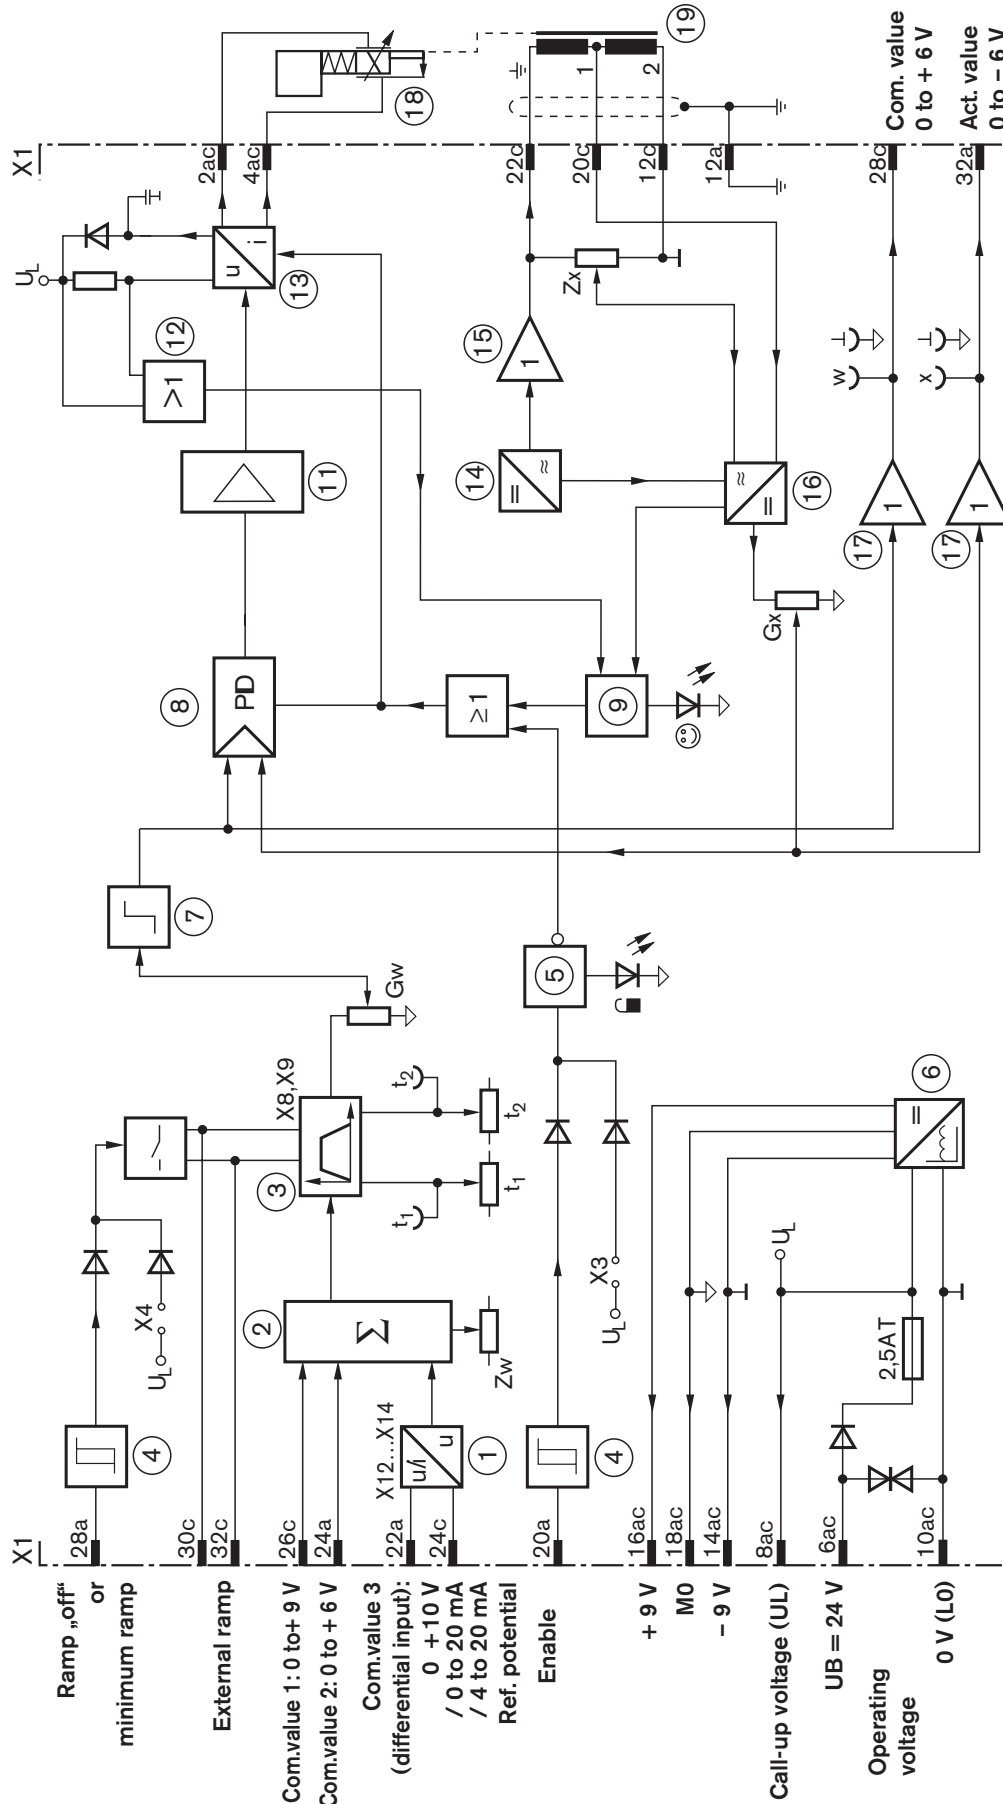 X1
28a
30c
32c
26c
24a
22a
24c
20a
16ac
18ac
14ac
8ac
6ac
10ac
Ramp „off“
or
minimum ramp
External ramp
Com.value 1: 0 to+ 9 V
Com.value 2: 0 to + 6 V
Com.value 3
(differential input):
0 +10 V
/ 0 to 20 mA
/ 4 to 20 mA
Ref. potential
Enable
+ 9 V
M0
− 9 V
Call-up voltage (UL)
UB = 24 V
Operating
voltage
0 V (L0)
4
UL
X4
X12...X14
u/i
u
1
Σ
2
Zw
3
X8,X9
t1
t1
t2
t2
Gw
7
4
UL
X3
5
6
=
UL
2,5A T
8
PID
≥1
9
11
>1
12
UL
u
i
13
14
=
≈
15
1
16
≈
=
Zx
Gx
17
1
17
1
w
⊥
x
⊥
18
19
1
2
X1
2ac
4ac
22c
20c
12c
12a
28c
32a
Com. value
0 to + 6 V
Act. value
0 to − 6 V